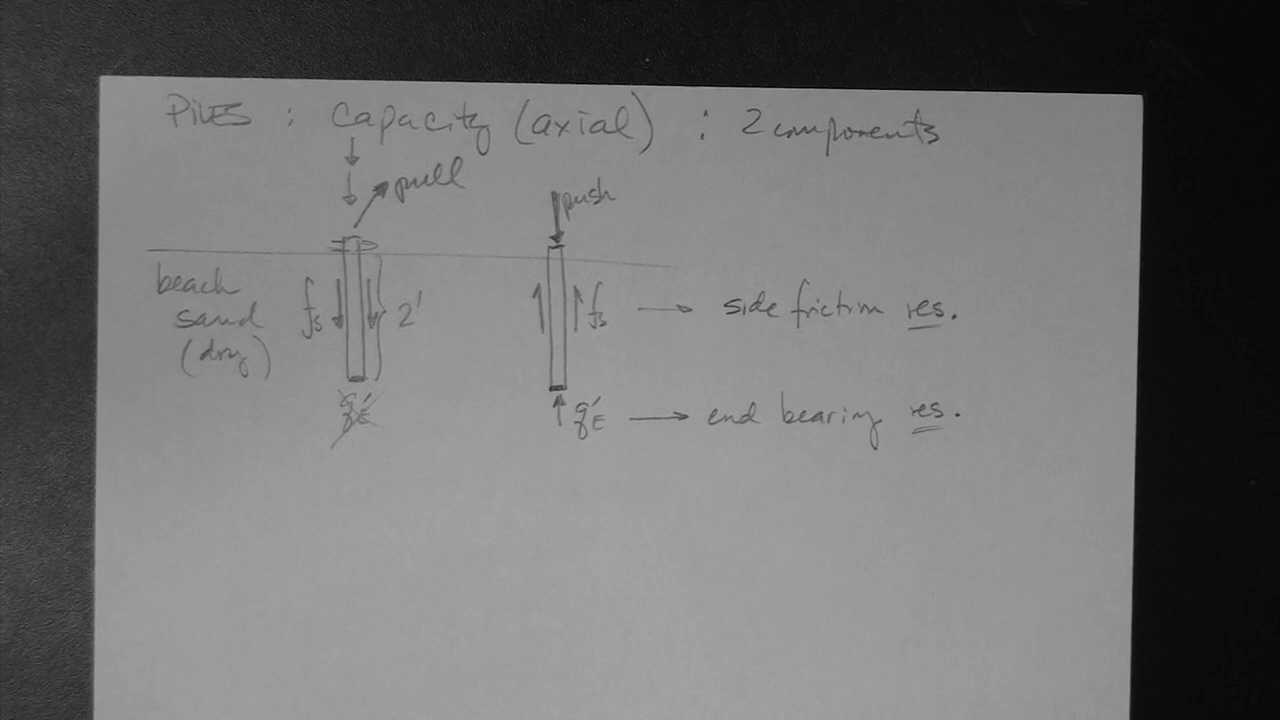 PILES : capacity (axial) : 2 components
pull
push
beach
sand
(dry)
fs
2'
fs → side friction res.
q'E
q'E → end bearing res.